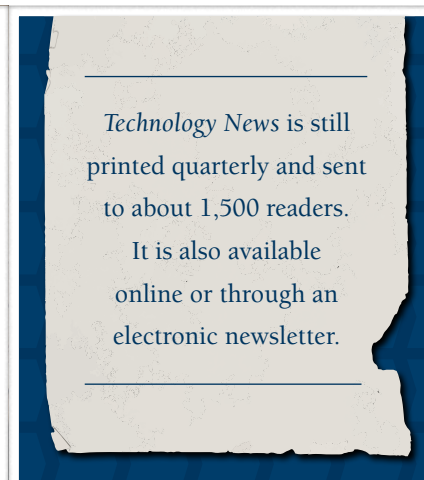 Technology News is still
printed quarterly and sent
to about 1,500 readers.
It is also available
online or through an
electronic newsletter.